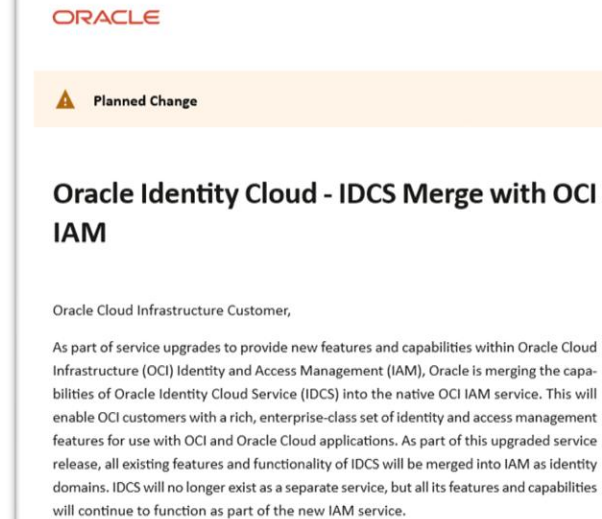 ORACLE
Planned Change
Oracle Identity Cloud - IDCS Merge with OCI
IAM
Oracle Cloud Infrastructure Customer,
As part of service upgrades to provide new features and capabilities within Oracle Cloud
Infrastructure (OCI) Identity and Access Management (IAM), Oracle is merging the capa-
bilities of Oracle Identity Cloud Service (IDCS) into the native OCI IAM service. This will
enable OCI customers with a rich, enterprise-class set of identity and access management
features for use with OCI and Oracle Cloud applications. As part of this upgraded service
release, all existing features and functionality of IDCS will be merged into IAM as identity
domains. IDCS will no longer exist as a separate service, but all its features and capabilities
will continue to function as part of the new IAM service.